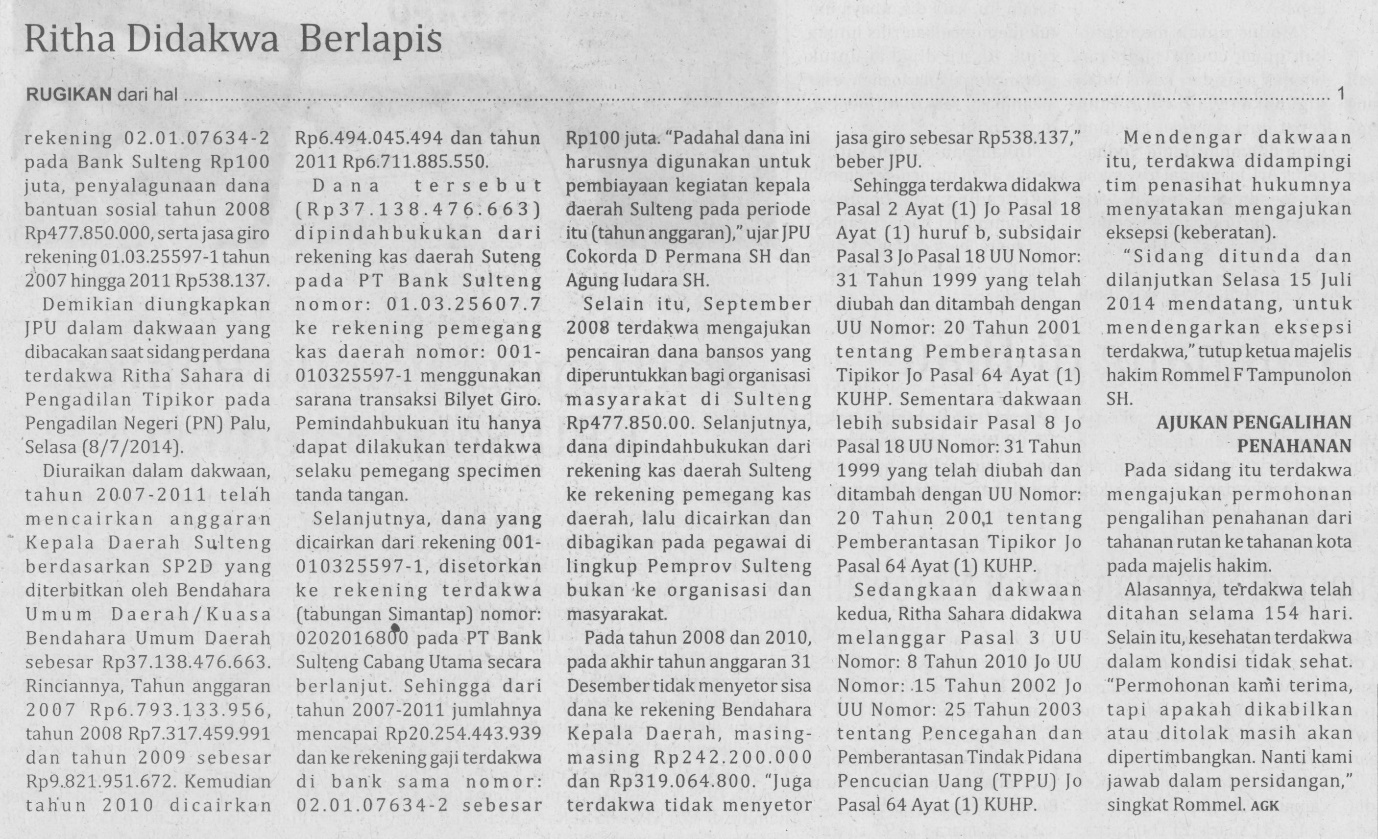 Ritha Didakwa Berlapis
RUGIKAN dari hal ........................................................................ 1
rekening 02.01.07634-2
pada Bank Sulteng Rp100
juta, penyalagunaan dana
bantuan sosial tahun 2008
Rp477.850.000, serta jasa giro
rekening 01.03.25597-1 tahun
2007 hingga 2011 Rp538.137.
Demikian diungkapkan
JPU dalam dakwaan yang
dibacakan saat sidang perdana
terdakwa Ritha Sahara di
Pengadilan Tipikor pada
Pengadilan Negeri (PN) Palu,
Selasa (8/7/2014).
Diuraikan dalam dakwaan,
tahun 2007-2011 telah
mencairkan anggaran
Kepala Daerah Sulteng
berdasarkan SP2D yang
diterbitkan oleh Bendahara
Umum Daerah/Kuasa
Bendahara Umum Daerah
sebesar Rp37.138.476.663.
Rinciannya, Tahun anggaran
2007 Rp6.793.133.956,
tahun 2008 Rp7.317.459.991
dan tahun 2009 sebesar
Rp9.821.951.672. Kemudian
tahun 2010 dicairkan
Rp6.494.045.494 dan tahun
2011 Rp6.711.885.550.
Dana tersebut
(Rp37.138.476.663)
dipindahbukukan dari
rekening kas daerah Suteng
pada PT Bank Sulteng
nomor: 01.03.25607.7
ke rekening pemegang
kas daerah nomor: 001-
010325597-1 menggunakan
sarana transaksi Bilyet Giro.
Pemindahbukuan itu hanya
dapat dilakukan terdakwa
selaku pemegang specimen
tanda tangan.
Selanjutnya, dana yang
dicairkan dari rekening 001-
010325597-1, disetorkan
ke rekening terdakwa
(tabungan Simantap) nomor:
0202016800 pada PT Bank
Sulteng Cabang Utama secara
berlanjut. Sehingga dari
tahun 2007-2011 jumlahnya
mencapai Rp20.254.443.939
dan ke rekening gaji terdakwa
di bank sama nomor:
02.01.07634-2 sebesar
Rp100 juta. “Padahal dana ini
harusnya digunakan untuk
pembiayaan kegiatan kepala
daerah Sulteng pada periode
itu (tahun anggaran),” ujar JPU
Cokorda D Permana SH dan
Agung Iudara SH.
Selain itu, September
2008 terdakwa mengajukan
pencairan dana bansos yang
diperuntukkan bagi organisasi
masyarakat di Sulteng
Rp477.850.00. Selanjutnya,
dana dipindahbukukan dari
rekening kas daerah Sulteng
ke rekening pemegang kas
daerah, lalu dicairkan dan
dibagikan pada pegawai di
lingkup Pemprov Sulteng
bukan ke organisasi dan
masyarakat.
Pada tahun 2008 dan 2010,
pada akhir tahun anggaran 31
Desember tidak menyetor sisa
dana ke rekening Bendahara
Kepala Daerah, masing-
masing Rp242.200.000
dan Rp319.064.800. “Juga
terdakwa tidak menyetor
jasa giro sebesar Rp538.137,”
beber JPU.
Sehingga terdakwa didakwa
Pasal 2 Ayat (1) Jo Pasal 18
Ayat (1) huruf b, subsidair
Pasal 3 Jo Pasal 18 UU Nomor:
31 Tahun 1999 yang telah
diubah dan ditambah dengan
UU Nomor: 20 Tahun 2001
tentang Pemberantasan
Tipikor Jo Pasal 64 Ayat (1)
KUHP. Sementara dakwaan
lebih subsidair Pasal 8 Jo
Pasal 18 UU Nomor: 31 Tahun
1999 yang telah diubah dan
ditambah dengan UU Nomor:
20 Tahun 2001 tentang
Pemberantasan Tipikor Jo
Pasal 64 Ayat (1) KUHP.
Sedangkaan dakwaan
kedua, Ritha Sahara didakwa
melanggar Pasal 3 UU
Nomor: 8 Tahun 2010 Jo UU
Nomor: 15 Tahun 2002 Jo
UU Nomor: 25 Tahun 2003
tentang Pencegahan dan
Pemberantasan Tindak Pidana
Pencucian Uang (TPPU) Jo
Pasal 64 Ayat (1) KUHP.
Mendengar dakwaan
itu, terdakwa didampingi
tim penasihat hukumnya
menyatakan mengajukan
eksepsi (keberatan).
“Sidang ditunda dan
dilanjutkan Selasa 15 Juli
2014 mendatang, untuk
mendengarkan eksepsi
terdakwa,” tutup ketua majelis
hakim Rommel F Tampunolon
SH.
AJUKAN PENGALIHAN
PENAHANAN
Pada sidang itu terdakwa
mengajukan permohonan
pengalihan penahanan dari
tahanan rutan ke tahanan kota
pada majelis hakim.
Alasannya, terdakwa telah
ditahan selama 154 hari.
Selain itu, kesehatan terdakwa
dalam kondisi tidak sehat.
“Permohonan kami terima,
tapi apakah dikabilkan
atau ditolak masih akan
dipertimbangkan. Nanti kami
jawab dalam persidangan,”
singkat Rommel. AGK